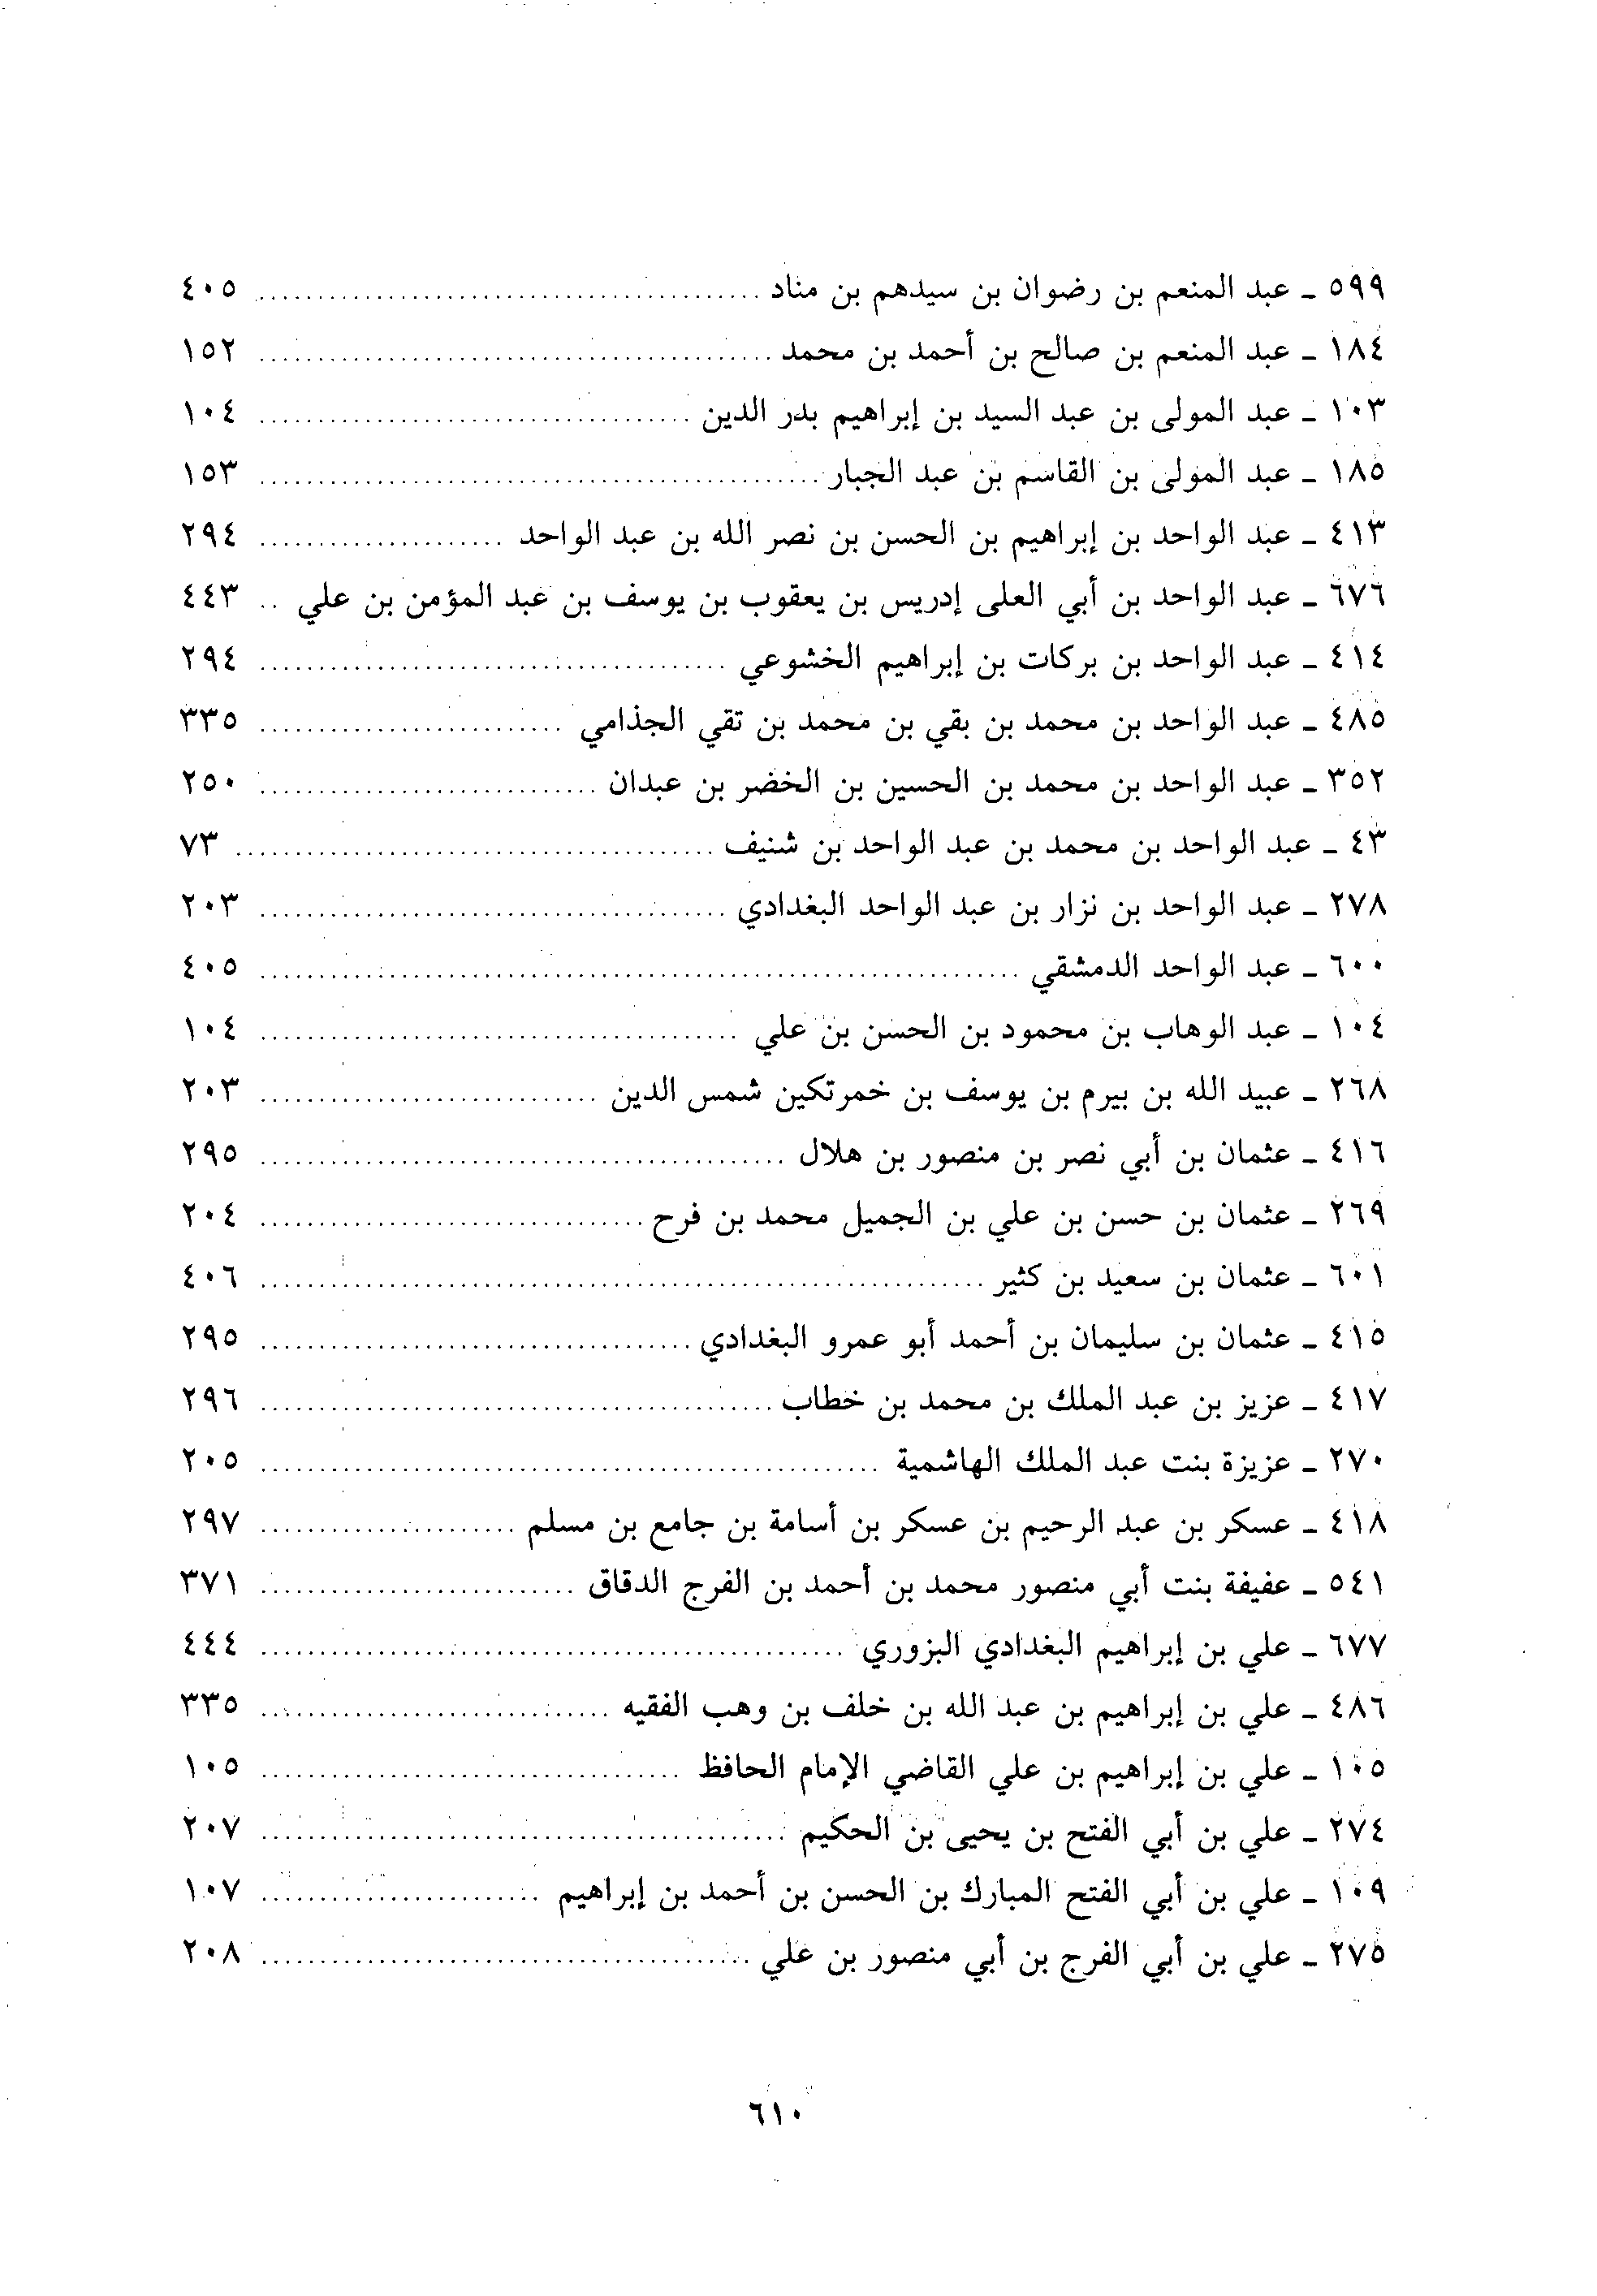 ٥٩٩ ـ عبد المنعم بن رضوان بن سيدهم بن مناد .......... ٤٠٥
١٨٤ ـ عبد المنعم بن صالح بن أحمد بن محمد .......... ١٥٢
١٠٣ ـ عبد المولى بن عبد السيد بن إبراهيم بدر الدين .......... ١٠٤
١٨٥ ـ عبد المولى بن القاسم بن عبد الجبار .......... ١٥٣
٤١٣ ـ عبد الواحد بن إبراهيم بن الحسن بن نصر الله بن عبد الواحد .......... ٢٩٤
٦٧٦ ـ عبد الواحد بن أبي العلى إدريس بن يعقوب بن يوسف بن عبد المؤمن بن علي .. ٤٤٣
٤١٤ ـ عبد الواحد بن بركات بن إبراهيم الخشوعي .......... ٢٩٤
٤٨٥ ـ عبد الواحد بن محمد بن بقي بن محمد بن تقي الجذامي .......... ٣٣٥
٣٥٢ ـ عبد الواحد بن محمد بن الحسين بن الخضر بن عبدان .......... ٢٥٠
٤٣ ـ عبد الواحد بن محمد بن عبد الواحد بن شنيف .......... ٧٣
٢٧٨ ـ عبد الواحد بن نزار بن عبد الواحد البغدادي .......... ٢٠٣
٦٠٠ ـ عبد الواحد الدمشقي .......... ٤٠٥
١٠٤ ـ عبد الوهاب بن محمود بن الحسن بن علي .......... ١٠٤
٢٦٨ ـ عبيد الله بن بيرم بن يوسف بن خمرتكين شمس الدين .......... ٢٠٣
٤١٦ ـ عثمان بن أبي نصر بن منصور بن هلال .......... ٢٩٥
٢٦٩ ـ عثمان بن حسن بن علي بن الجميل محمد بن فرح .......... ٢٠٤
٦٠١ ـ عثمان بن سعيد بن كثير .......... ٤٠٦
٤١٥ ـ عثمان بن سليمان بن أحمد أبو عمرو البغدادي .......... ٢٩٥
٤١٧ ـ عزيز بن عبد الملك بن محمد بن خطاب .......... ٢٩٦
٢٧٠ ـ عزيزة بنت عبد الملك الهاشمية .......... ٢٠٥
٤١٨ ـ عسكر بن عبد الرحيم بن عسكر بن أسامة بن جامع بن مسلم .......... ٢٩٧
٥٤١ ـ عفيفة بنت أبي منصور محمد بن أحمد بن الفرج الدقاق .......... ٣٧١
٦٧٧ ـ علي بن إبراهيم البغدادي البزوري .......... ٤٤٤
٤٨٦ ـ علي بن إبراهيم بن عبد الله بن خلف بن وهب الفقيه .......... ٣٣٥
١٠٥ ـ علي بن إبراهيم بن علي القاضي الإمام الحافظ .......... ١٠٥
٢٧٤ ـ علي بن أبي الفتح بن يحيى بن الحكيم .......... ٢٠٧
١٠٩ ـ علي بن أبي الفتح المبارك بن الحسن بن أحمد بن إبراهيم .......... ١٠٧
٢٧٥ ـ علي بن أبي الفرج بن أبي منصور بن علي .......... ٢٠٨
٦١٠